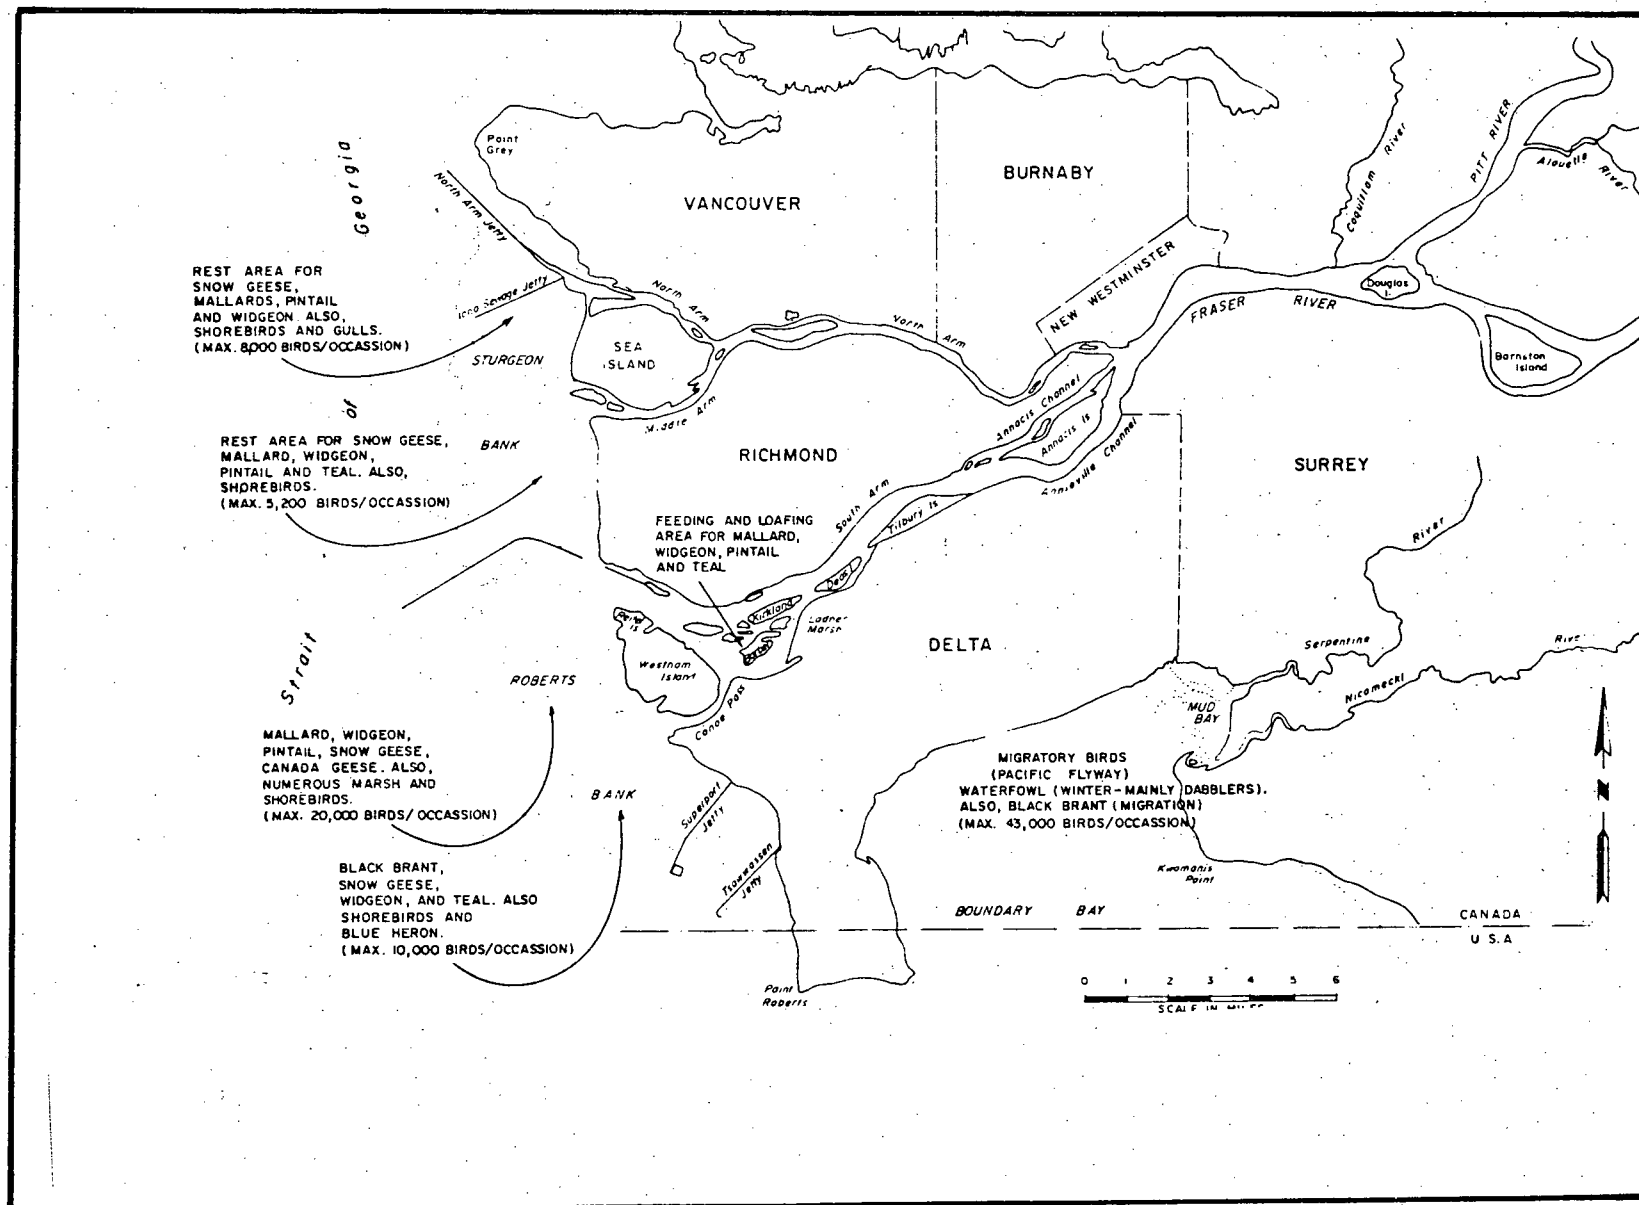 Point
Grey
VANCOUVER
BURNABY
Coquitlam River
PITT RIVER
Alouette River
Strait of Georgia
North Arm Jetty
Iona Sewage Jetty
NEW WESTMINSTER
FRASER RIVER
Douglas
I.
Barnston
Island
REST AREA FOR
SNOW GEESE,
MALLARDS, PINTAIL
AND WIDGEON. ALSO,
SHOREBIRDS AND GULLS.
(MAX. 8,000 BIRDS/OCCASSION)
North Arm
North Arm
STURGEON
SEA
ISLAND
Middle Arm
BANK
RICHMOND
Annacis Channel
Annacis Is
Annieville Channel
SURREY
REST AREA FOR SNOW GEESE,
MALLARD, WIDGEON,
PINTAIL AND TEAL. ALSO,
SHOREBIRDS.
(MAX. 5,200 BIRDS/OCCASSION)
FEEDING AND LOAFING
AREA FOR MALLARD,
WIDGEON, PINTAIL
AND TEAL
South Arm
Tilbury Is
Deas I
Kirkland
Barber
Ladner
Marsh
Reifel
Is
Westham
Island
Canoe Pass
DELTA
River
Serpentine
Nicomeckl
River
MUD
BAY
ROBERTS
BANK
MALLARD, WIDGEON,
PINTAIL, SNOW GEESE,
CANADA GEESE. ALSO,
NUMEROUS MARSH AND
SHOREBIRDS.
(MAX. 20,000 BIRDS/OCCASSION)
MIGRATORY BIRDS
(PACIFIC FLYWAY)
WATERFOWL (WINTER-MAINLY DABBLERS).
ALSO, BLACK BRANT (MIGRATION)
(MAX. 43,000 BIRDS/OCCASSION)
Superport
Jetty
Tsawwassen
Jetty
BLACK BRANT,
SNOW GEESE,
WIDGEON, AND TEAL. ALSO
SHOREBIRDS AND
BLUE HERON.
(MAX. 10,000 BIRDS/OCCASSION)
Kwomanis
Point
BOUNDARY BAY
CANADA
U.S.A
Point
Roberts
N
0 1 2 3 4 5 6
SCALE IN MILES